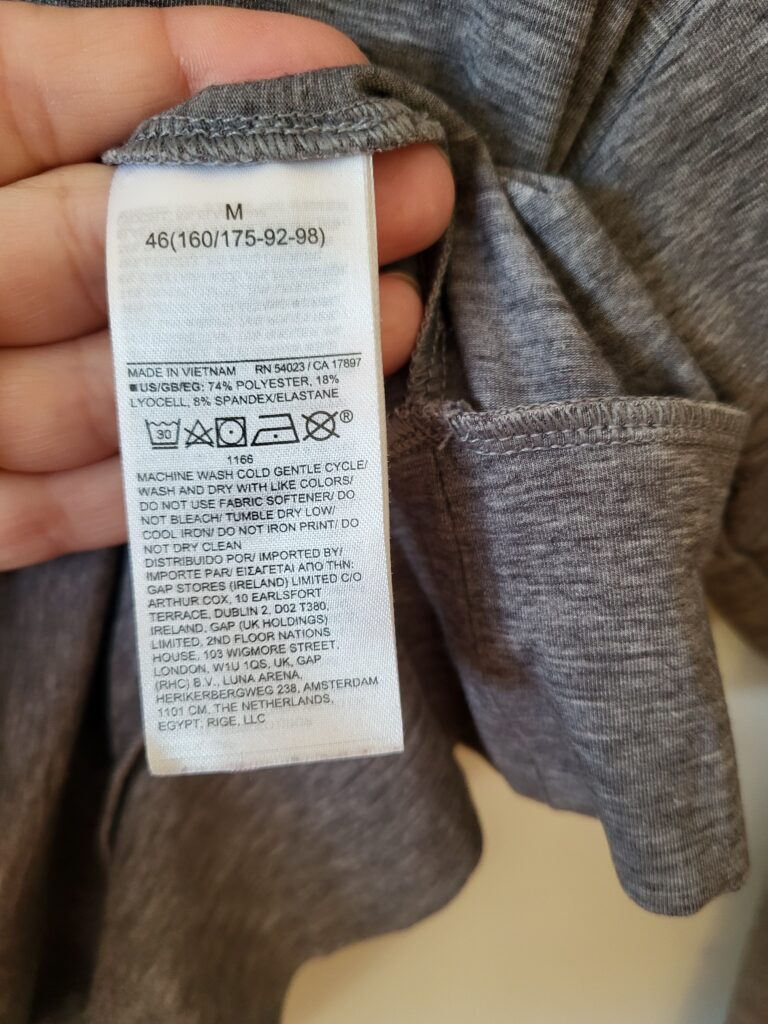 M
46(160/175-92-98)
MADE IN VIETNAM RN 54023 / CA 17897
■US/GB/EG: 74% POLYESTER, 18%
LYOCELL, 8% SPANDEX/ELASTANE
30 ®
1166
MACHINE WASH COLD GENTLE CYCLE/
WASH AND DRY WITH LIKE COLORS/
DO NOT USE FABRIC SOFTENER/ DO
NOT BLEACH/ TUMBLE DRY LOW/
COOL IRON/ DO NOT IRON PRINT/ DO
NOT DRY CLEAN
DISTRIBUIDO POR/ IMPORTED BY/
IMPORTE PAR/ ΕΙΣΑΓΕΤΑΙ ΑΠΟ ΤΗΝ:
GAP STORES (IRELAND) LIMITED C/O
ARTHUR COX, 10 EARLSFORT
TERRACE, DUBLIN 2, D02 T380,
IRELAND, GAP (UK HOLDINGS)
LIMITED, 2ND FLOOR NATIONS
HOUSE, 103 WIGMORE STREET,
LONDON, W1U 1QS, UK, GAP
(RHC) B.V., LUNA ARENA,
HERIKERBERGWEG 238, AMSTERDAM
1101 CM, THE NETHERLANDS,
EGYPT, RIGE, LLC